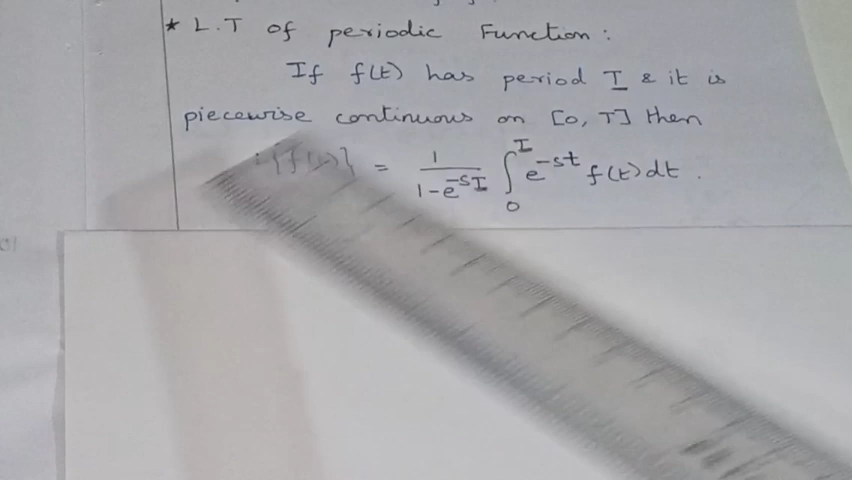 * L.T of periodic Function :
If f(t) has period T & it is
piecewise continuous on [0, T] then
{f(t)} = 1/(1-e^-sT) ∫_0^T e^-st f(t) dt .